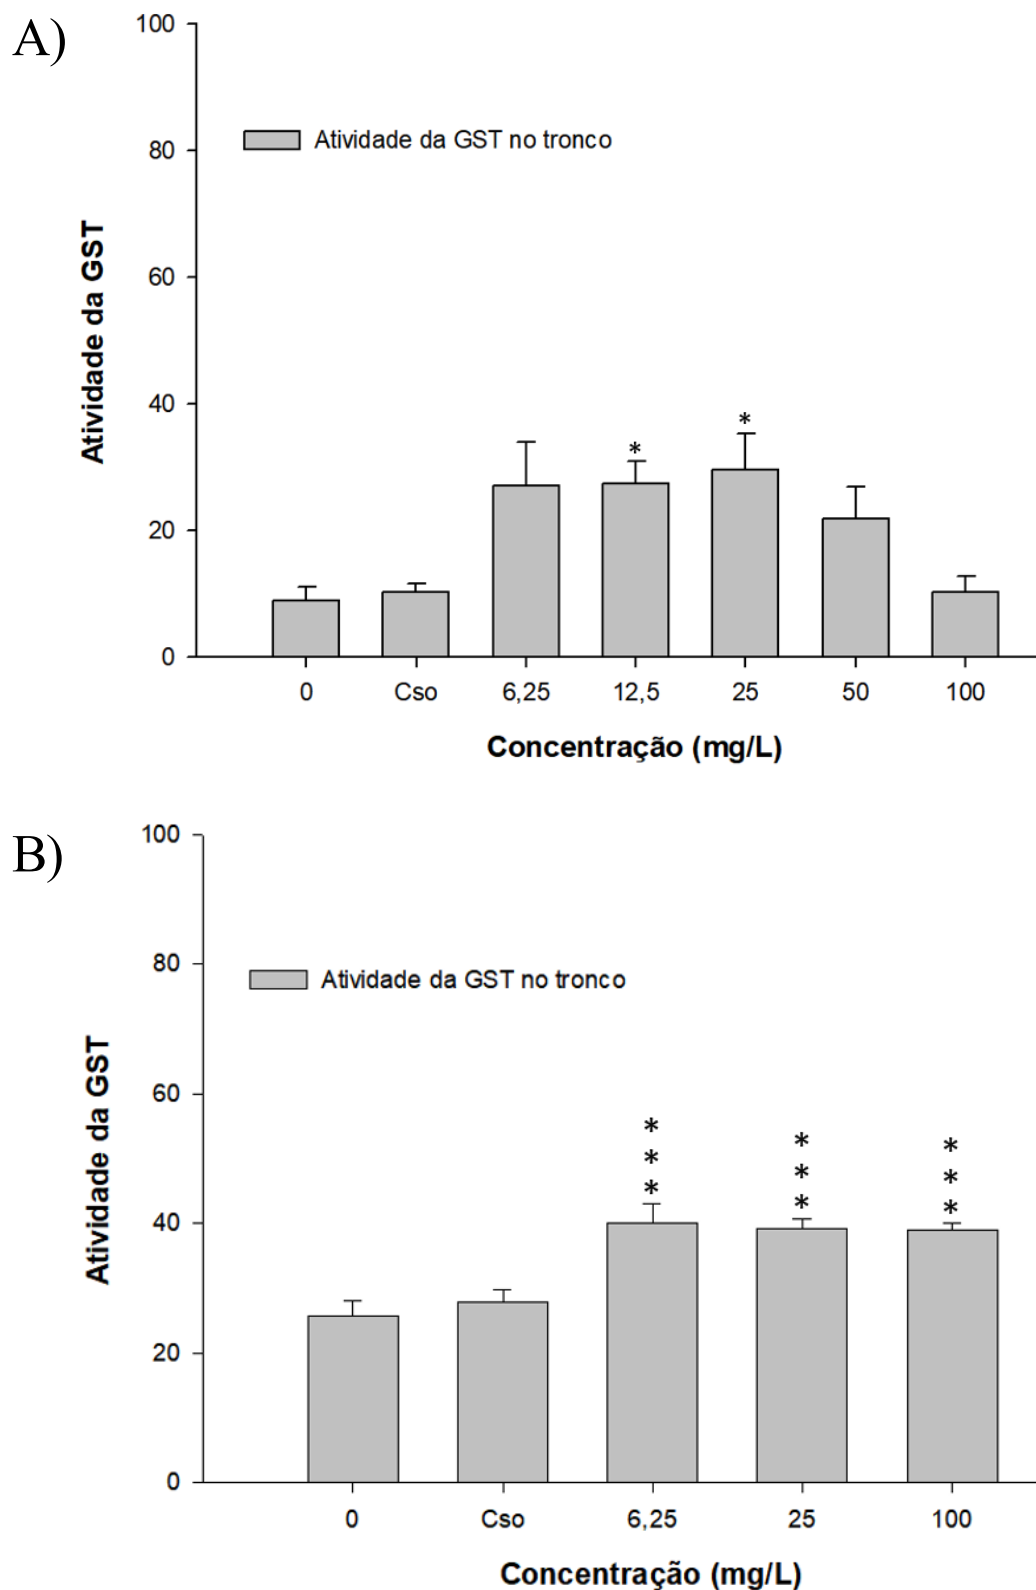 A)
100
80
60
40
20
0
Atividade da GST
Atividade da GST no tronco
*
*
0 Cso 6,25 12,5 25 50 100
Concentração (mg/L)
B)
100
80
60
40
20
0
Atividade da GST
Atividade da GST no tronco
* * *
* * *
* * *
0 Cso 6,25 25 100
Concentração (mg/L)